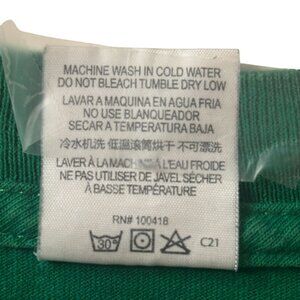 MACHINE WASH IN COLD WATER
DO NOT BLEACH TUMBLE DRY LOW
LAVAR A MAQUINA EN AGUA FRIA
NO USE BLANQUEADOR
SECAR A TEMPERATURA BAJA
冷水机洗 低温滚筒烘干 不可漂洗
LAVER À LA MACHINE À L'EAU FROIDE
NE PAS UTILISER DE JAVEL SÉCHER
À BASSE TEMPÉRATURE
RN# 100418
30° C21